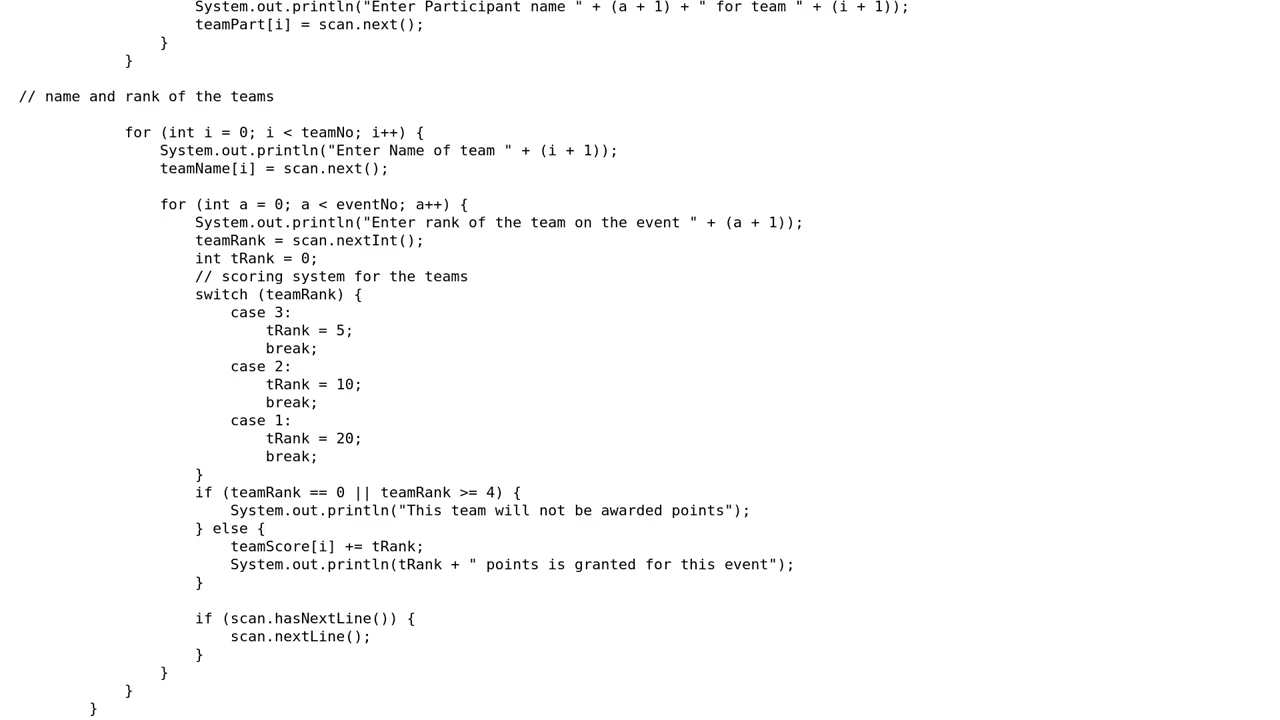 System.out.println("Enter Participant name " + (a + 1) + " for team " + (i + 1));
teamPart[i] = scan.next();
}
}
// name and rank of the teams
for (int i = 0; i < teamNo; i++) {
System.out.println("Enter Name of team " + (i + 1));
teamName[i] = scan.next();
for (int a = 0; a < eventNo; a++) {
System.out.println("Enter rank of the team on the event " + (a + 1));
teamRank = scan.nextInt();
int tRank = 0;
// scoring system for the teams
switch (teamRank) {
case 3:
tRank = 5;
break;
case 2:
tRank = 10;
break;
case 1:
tRank = 20;
break;
}
if (teamRank == 0 || teamRank >= 4) {
System.out.println("This team will not be awarded points");
} else {
teamScore[i] += tRank;
System.out.println(tRank + " points is granted for this event");
}
if (scan.hasNextLine()) {
scan.nextLine();
}
}
}
}